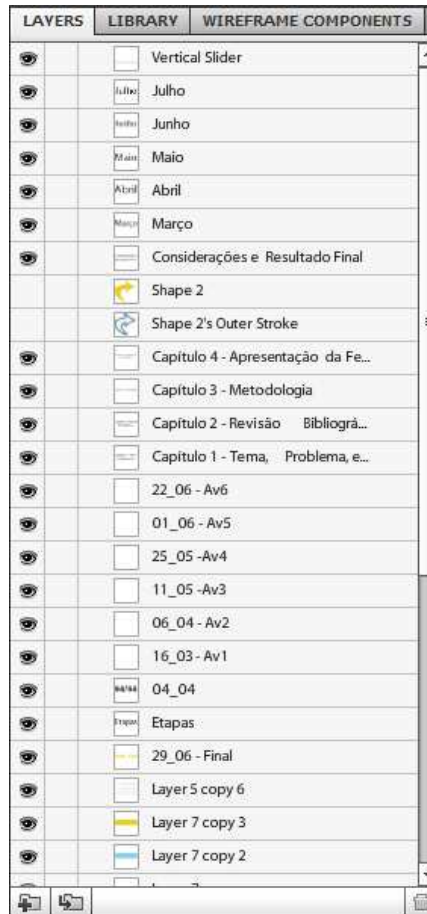 LAYERS LIBRARY WIREFRAME COMPONENTS
Vertical Slider
Julho Julho
Junho
Maio Maio
Abril Abril
Março Março
Considerações e Resultado Final
Shape 2
Shape 2's Outer Stroke
Capítulo 4 - Apresentação da Fe...
Capítulo 3 - Metodologia
Capítulo 2 - Revisão Bibliográ...
Capítulo 1 - Tema, Problema, e...
22_06 - Av6
01_06 - Av5
25_05 -Av4
11_05 -Av3
06_04 - Av2
16_03 - Av1
04_04
Etapas Etapas
29_06 - Final
Layer 5 copy 6
Layer 7 copy 3
Layer 7 copy 2